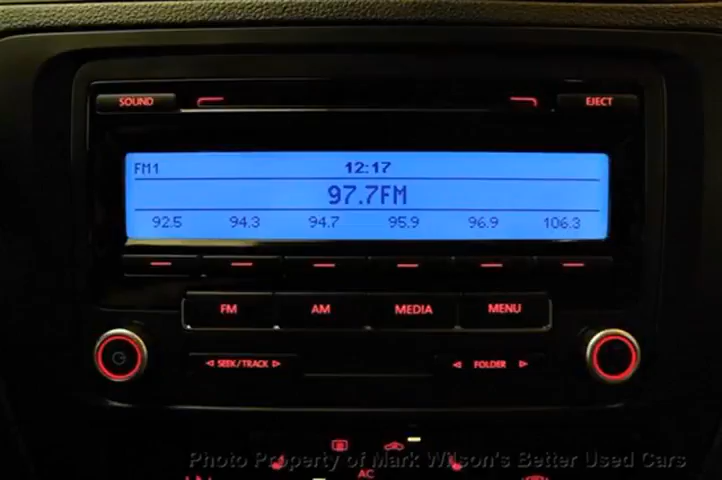 SOUND EJECT
FM1 12:17
97.7FM
92.5 94.3 94.7 95.9 96.9 106.3
FM AM MEDIA MENU
SEEK/TRACK FOLDER
Photo Property of Mark Wilson's Better Used Cars
AC